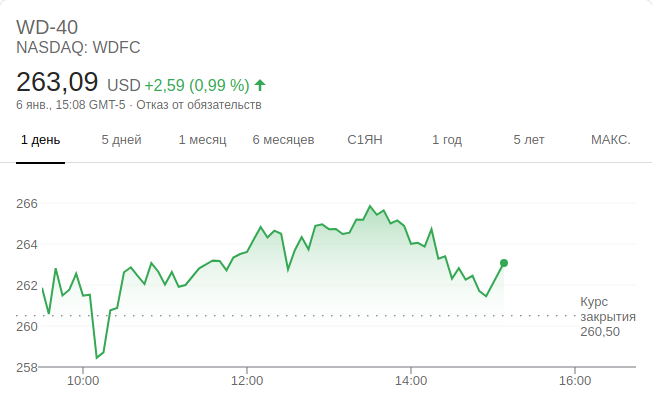 WD-40
NASDAQ: WDFC
263,09 USD +2,59 (0,99 %) ↑
6 янв., 15:08 GMT-5 · Отказ от обязательств
1 день 5 дней 1 месяц 6 месяцев С1ЯН 1 год 5 лет МАКС.
266
264
262
260
258
Курс
закрытия
260,50
10:00 12:00 14:00 16:00